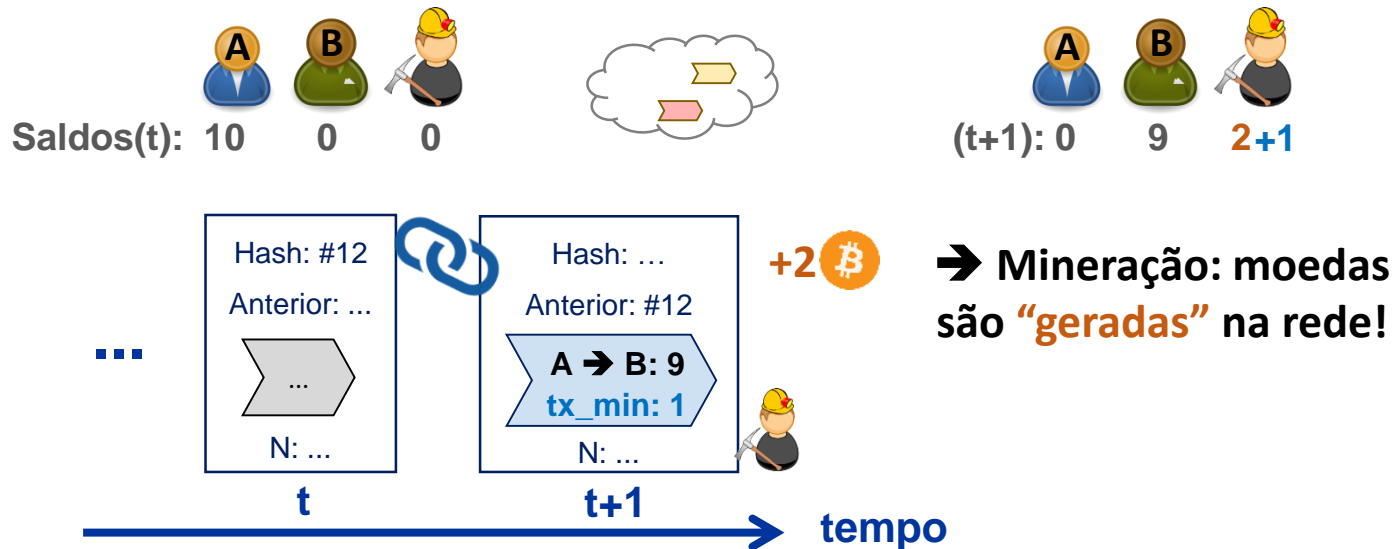 A B
A B
Saldos(t): 10 0 0
(t+1): 0 9 2+1
Hash: #12
Anterior: ...
...
N: ...
Hash: ...
Anterior: #12
A ➔ B: 9
tx_min: 1
N: ...
+2 ₿
➔ Mineração: moedas
são “geradas” na rede!
...
t
t+1
tempo